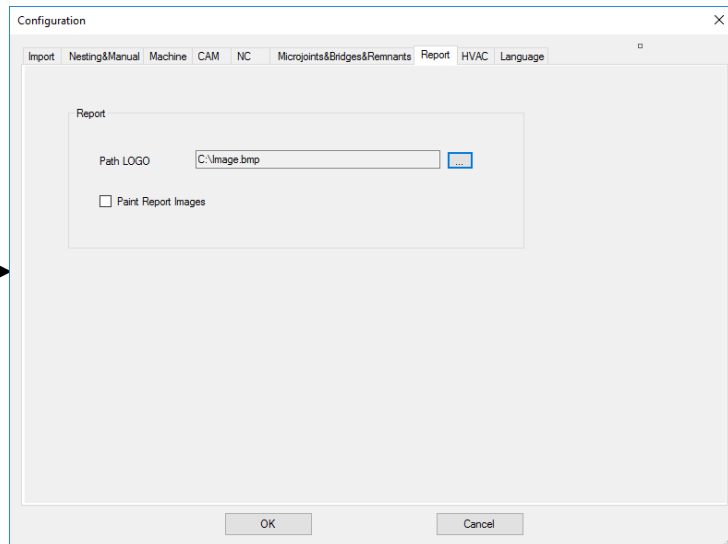 Configuration
Import Nesting&Manual Machine CAM NC Microjoints&Bridges&Remnants Report HVAC Language
Report
Path LOGO C:\Image.bmp ...
Paint Report Images
OK Cancel